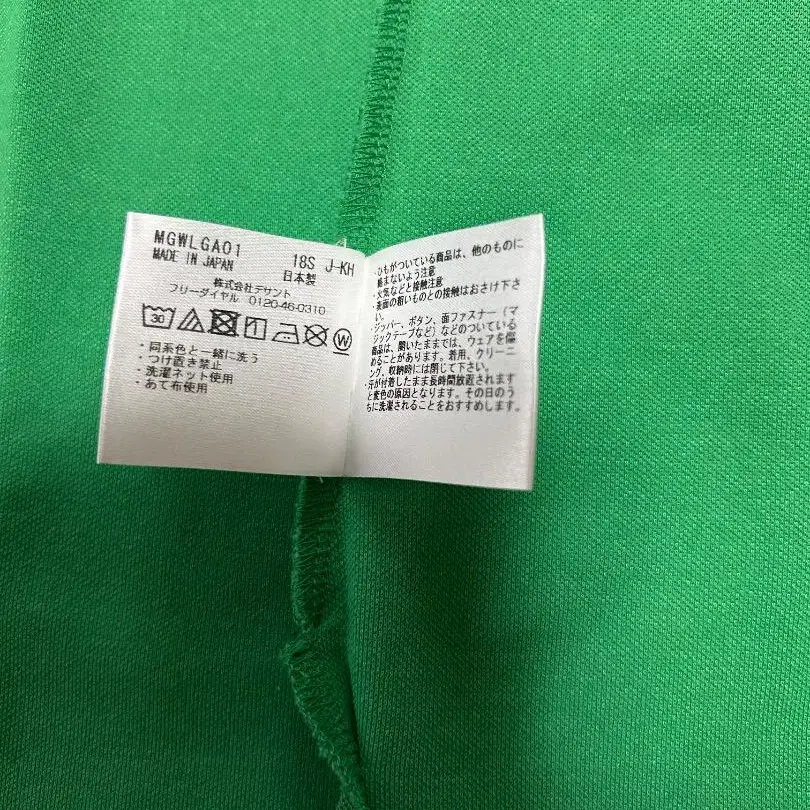 MGWLGA01
MADE IN JAPAN 18S J-KH
日本製
株式会社デサント
フリーダイヤル 0120-46-0310
30 W
・同系色と一緒に洗う
・つけ置き禁止
・洗濯ネット使用
・あて布使用
・ひもがついている商品は、他のものに
絡まないよう注意
・火気などと接触注意
・表面の粗いものとの接触はおさけ下さ
い。
・ジッパー、ボタン、面ファスナー（マ
ジックテープなど）などのついている
商品は、開いたままでは、ウェアを傷
めることがあります。着用、クリーニ
ング、収納時には閉じて下さい。
・汗が付着したまま長時間放置されます
と変色の原因となります。その日のう
ちに洗濯されることをおすすめします。